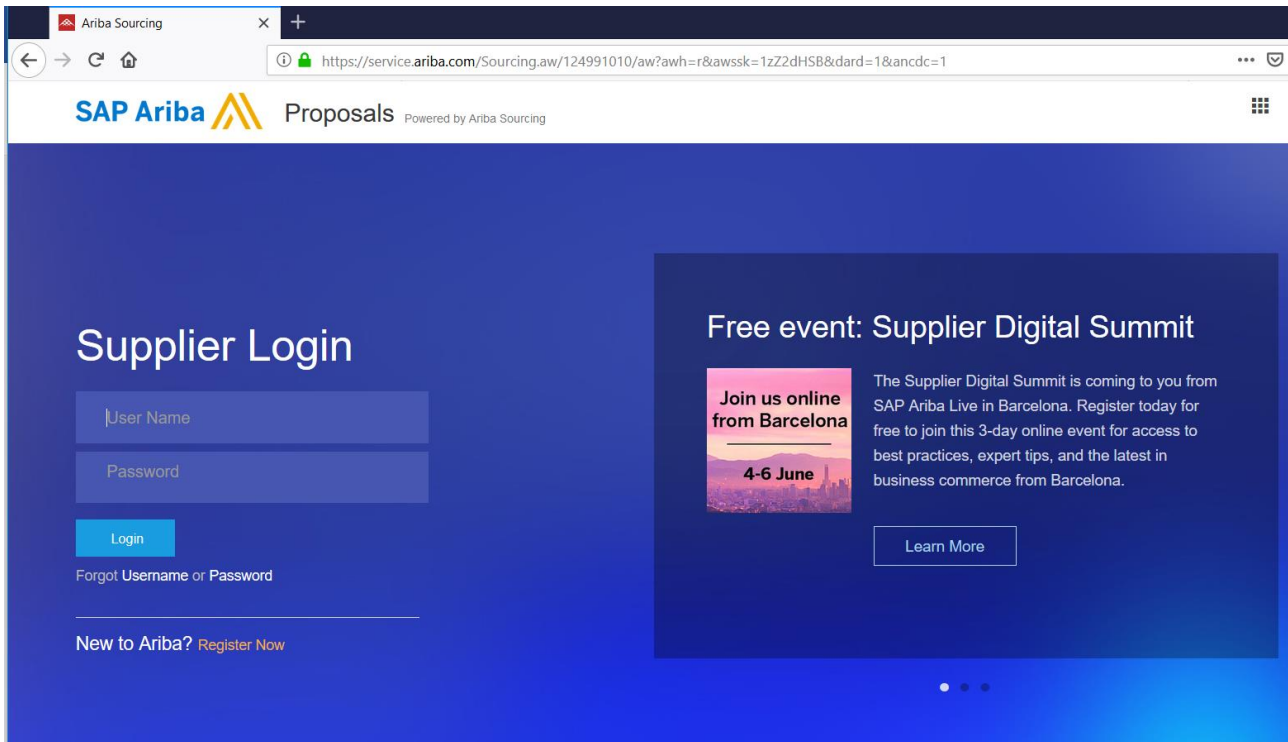 Ariba Sourcing
https://service.ariba.com/Sourcing.aw/124991010/aw?awh=r&awssk=1zZ2dHSB&dard=1&ancdc=1
SAP Ariba Proposals Powered by Ariba Sourcing
Supplier Login
User Name
Password
Login
Forgot Username or Password
New to Ariba? Register Now
Free event: Supplier Digital Summit
Join us online
from Barcelona
4-6 June
The Supplier Digital Summit is coming to you from
SAP Ariba Live in Barcelona. Register today for
free to join this 3-day online event for access to
best practices, expert tips, and the latest in
business commerce from Barcelona.
Learn More